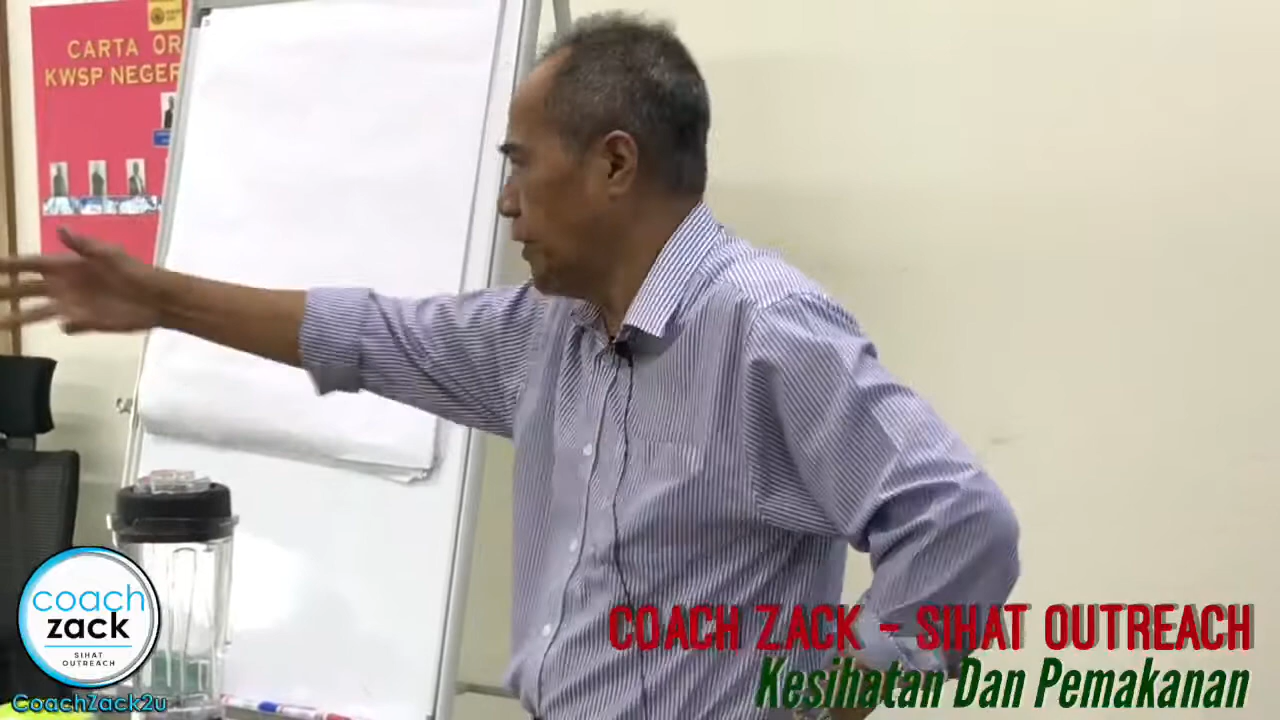 CARTA OR
KWSP NEGER
coach
zack
SIHAT
OUTREACH
CoachZack2u
COACH ZACK - SIHAT OUTREACH
Kesihatan Dan Pemakanan